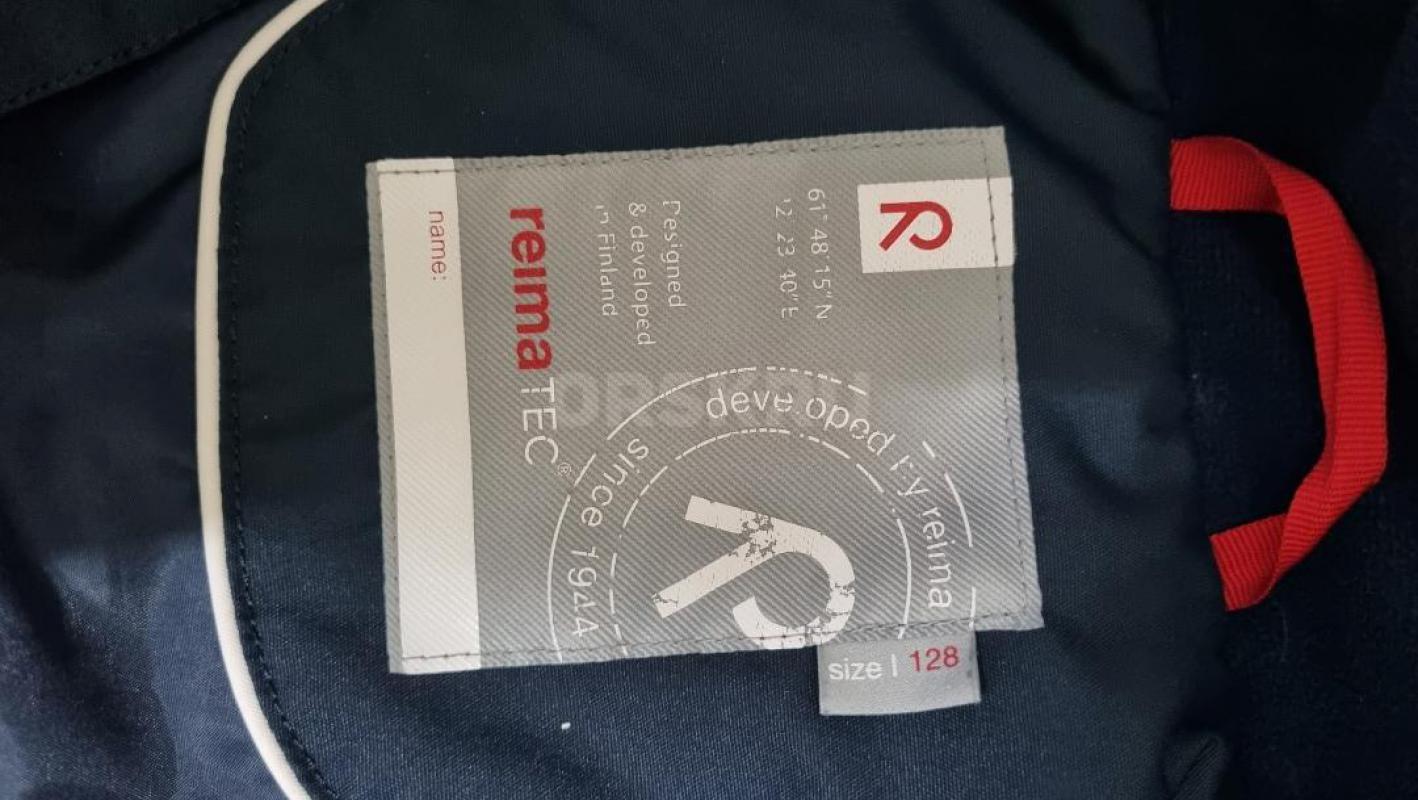 61° 48' 15" N
12 23 40" E
Designed
& developed
in Finland
reima TEC®
name:
since 1944
developed by reima
size | 128